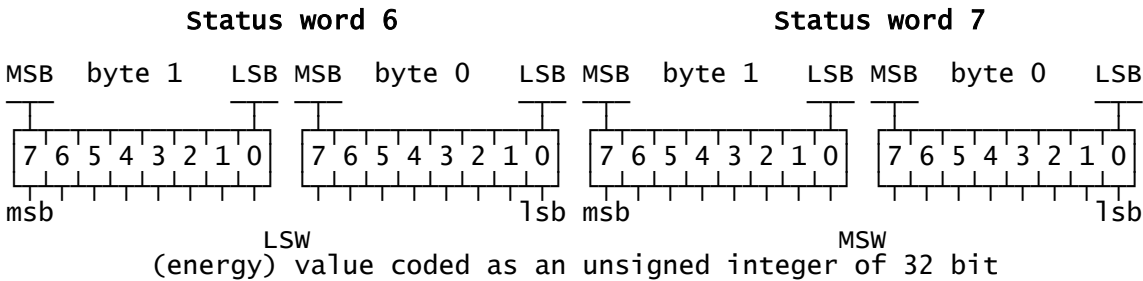 Status word 6 Status word 7
MSB byte 1 LSB MSB byte 0 LSB MSB byte 1 LSB MSB byte 0 LSB
7 6 5 4 3 2 1 0 7 6 5 4 3 2 1 0 7 6 5 4 3 2 1 0 7 6 5 4 3 2 1 0
msb lsb msb lsb
LSW MSW
(energy) value coded as an unsigned integer of 32 bit